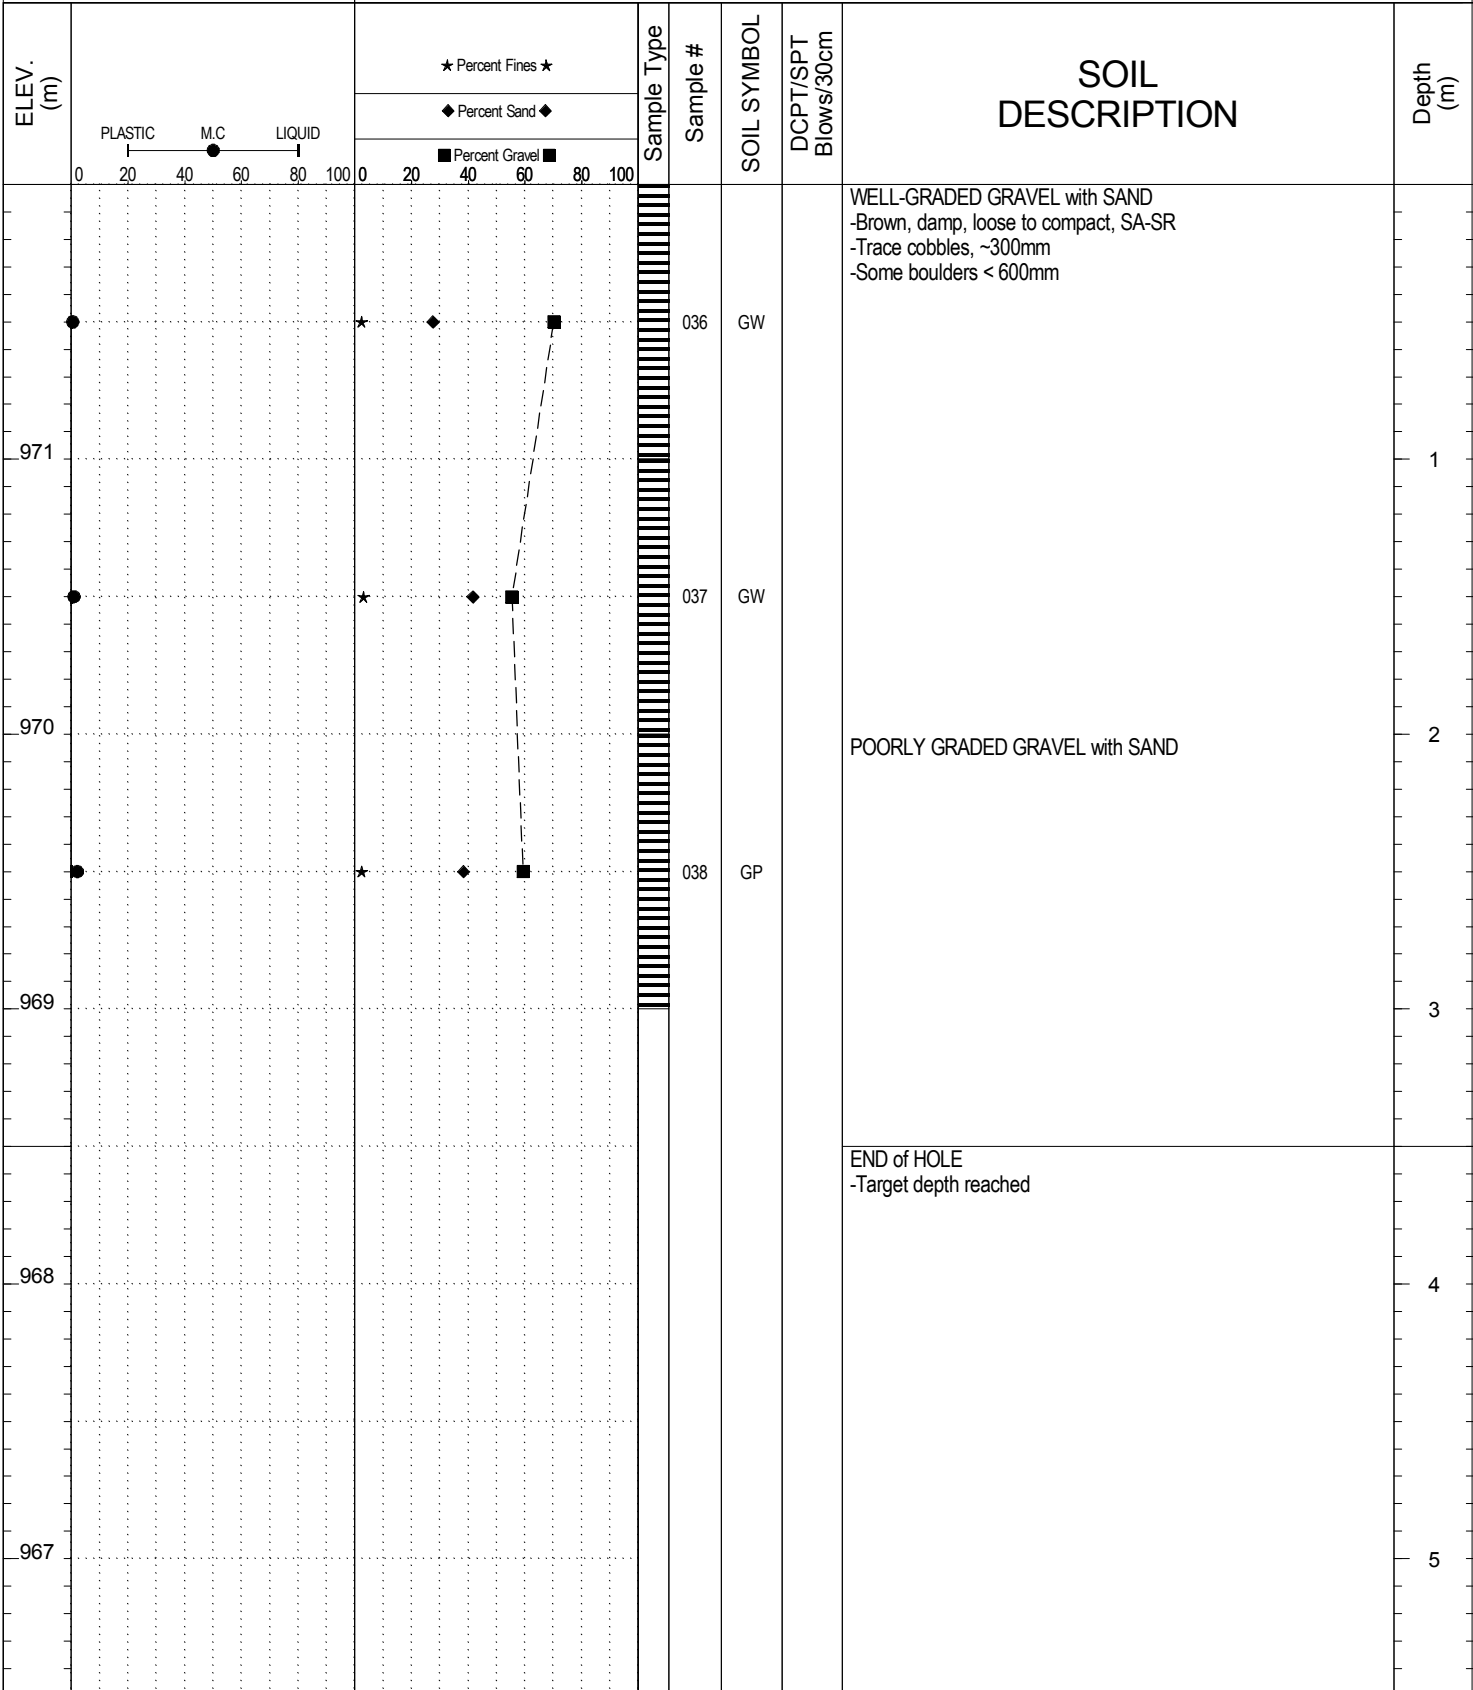 ELEV.
(m)
PLASTIC M.C LIQUID
0 20 40 60 80 100
★ Percent Fines ★
◆ Percent Sand ◆
■ Percent Gravel ■
0 20 40 60 80 100
Sample Type
Sample #
SOIL SYMBOL
DCPT/SPT
Blows/30cm
SOIL
DESCRIPTION
Depth
(m)
WELL-GRADED GRAVEL with SAND
-Brown, damp, loose to compact, SA-SR
-Trace cobbles, ~300mm
-Some boulders < 600mm
036 GW
971 1
037 GW
970 2
POORLY GRADED GRAVEL with SAND
038 GP
969 3
END of HOLE
-Target depth reached
968 4
967 5